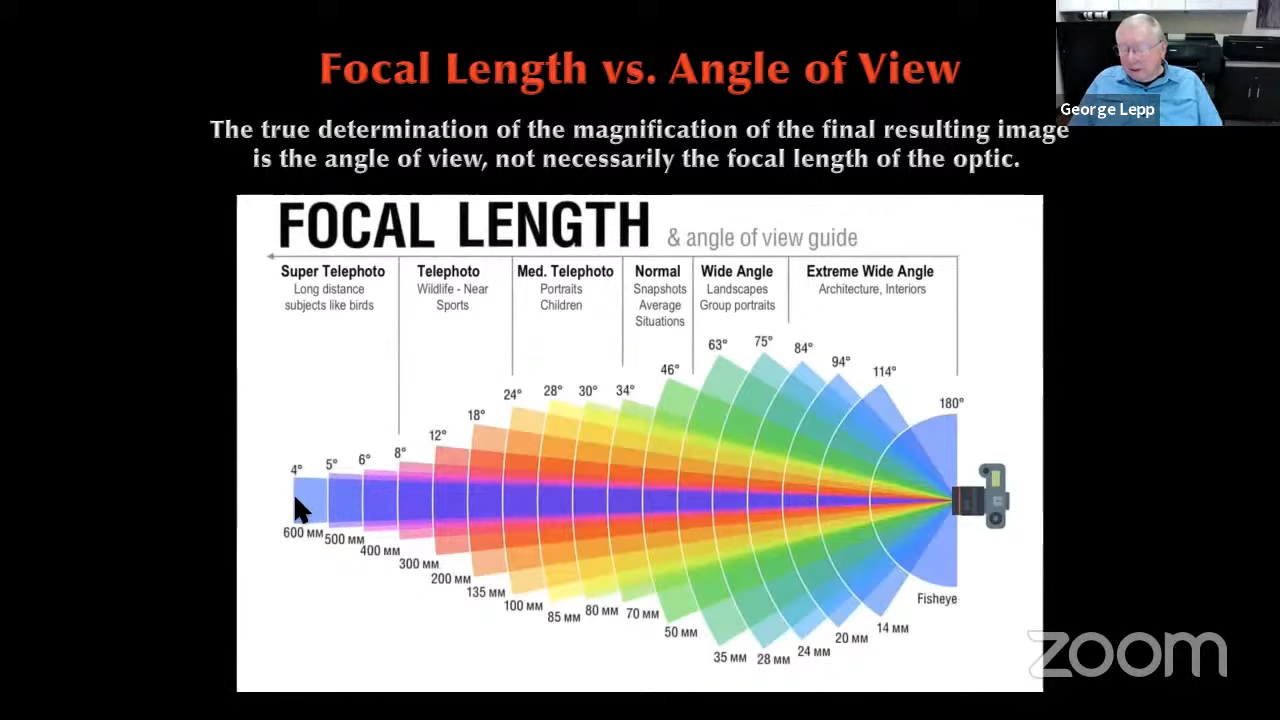 Focal Length vs. Angle of View
George Lepp
The true determination of the magnification of the final resulting image
is the angle of view, not necessarily the focal length of the optic.
FOCAL LENGTH & angle of view guide
Super Telephoto
Long distance
subjects like birds
Telephoto
Wildlife - Near
Sports
Med. Telephoto
Portraits
Children
Normal
Snapshots
Average
Situations
Wide Angle
Landscapes
Group portraits
Extreme Wide Angle
Architecture, Interiors
4°
5°
6°
8°
12°
18°
24°
28°
30°
34°
46°
63°
75°
84°
94°
114°
180°
600 MM
500 MM
400 MM
300 MM
200 MM
135 MM
100 MM
85 MM
80 MM
70 MM
50 MM
35 MM
28 MM
24 MM
20 MM
14 MM
Fisheye
zoom